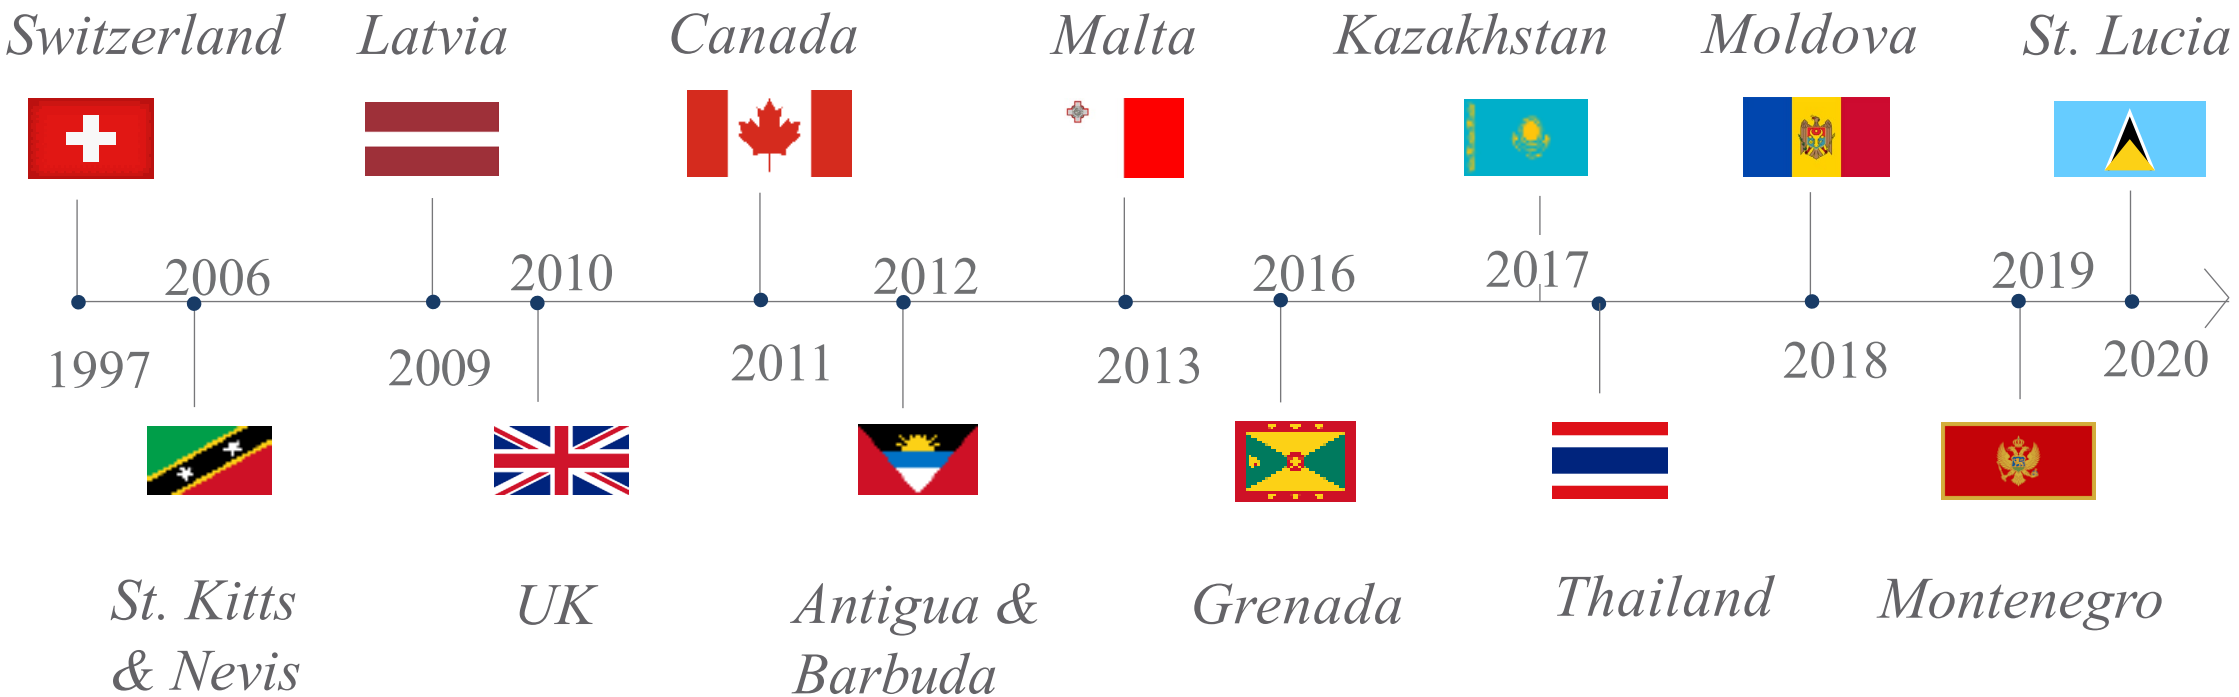 Switzerland
Latvia
Canada
Malta
Kazakhstan
Moldova
St. Lucia
2006
2010
2012
2016
2017
2019
1997
2009
2011
2013
2018
2020
St. Kitts
& Nevis
UK
Antigua &
Barbuda
Grenada
Thailand
Montenegro